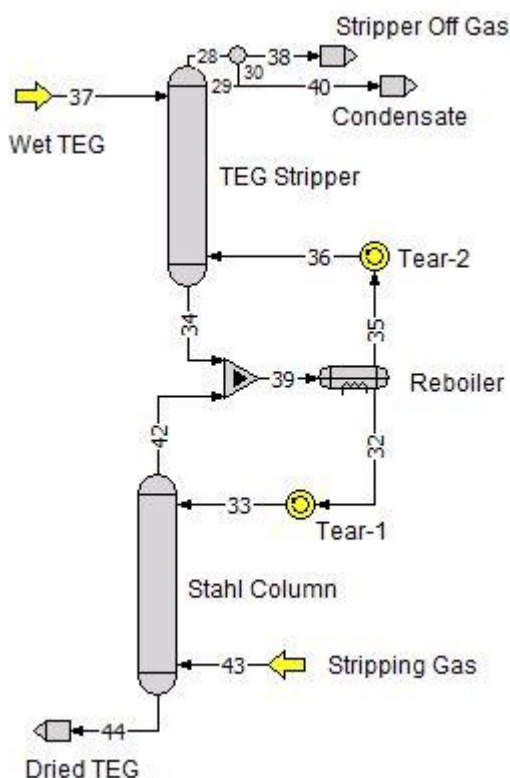 Stripper Off Gas
28
38
30
37
29
40
Wet TEG
Condensate
TEG Stripper
36
Tear-2
34
35
39
Reboiler
42
32
33
Tear-1
Stahl Column
43
Stripping Gas
44
Dried TEG